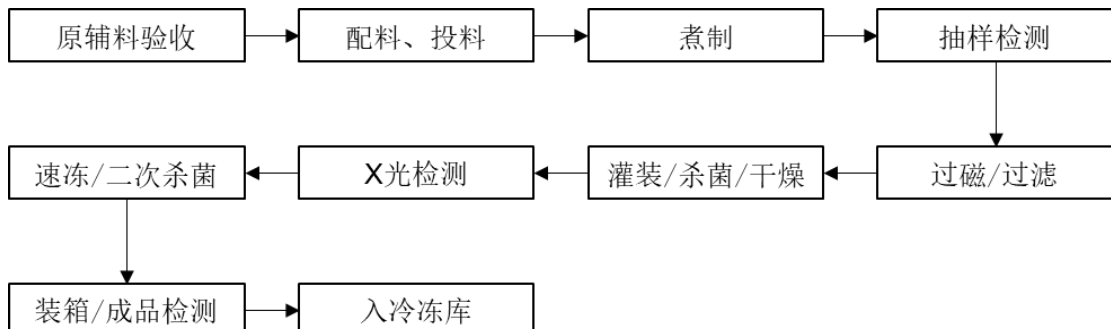 原辅料验收
配料、投料
煮制
抽样检测
过磁/过滤
灌装/杀菌/干燥
X光检测
速冻/二次杀菌
装箱/成品检测
入冷冻库